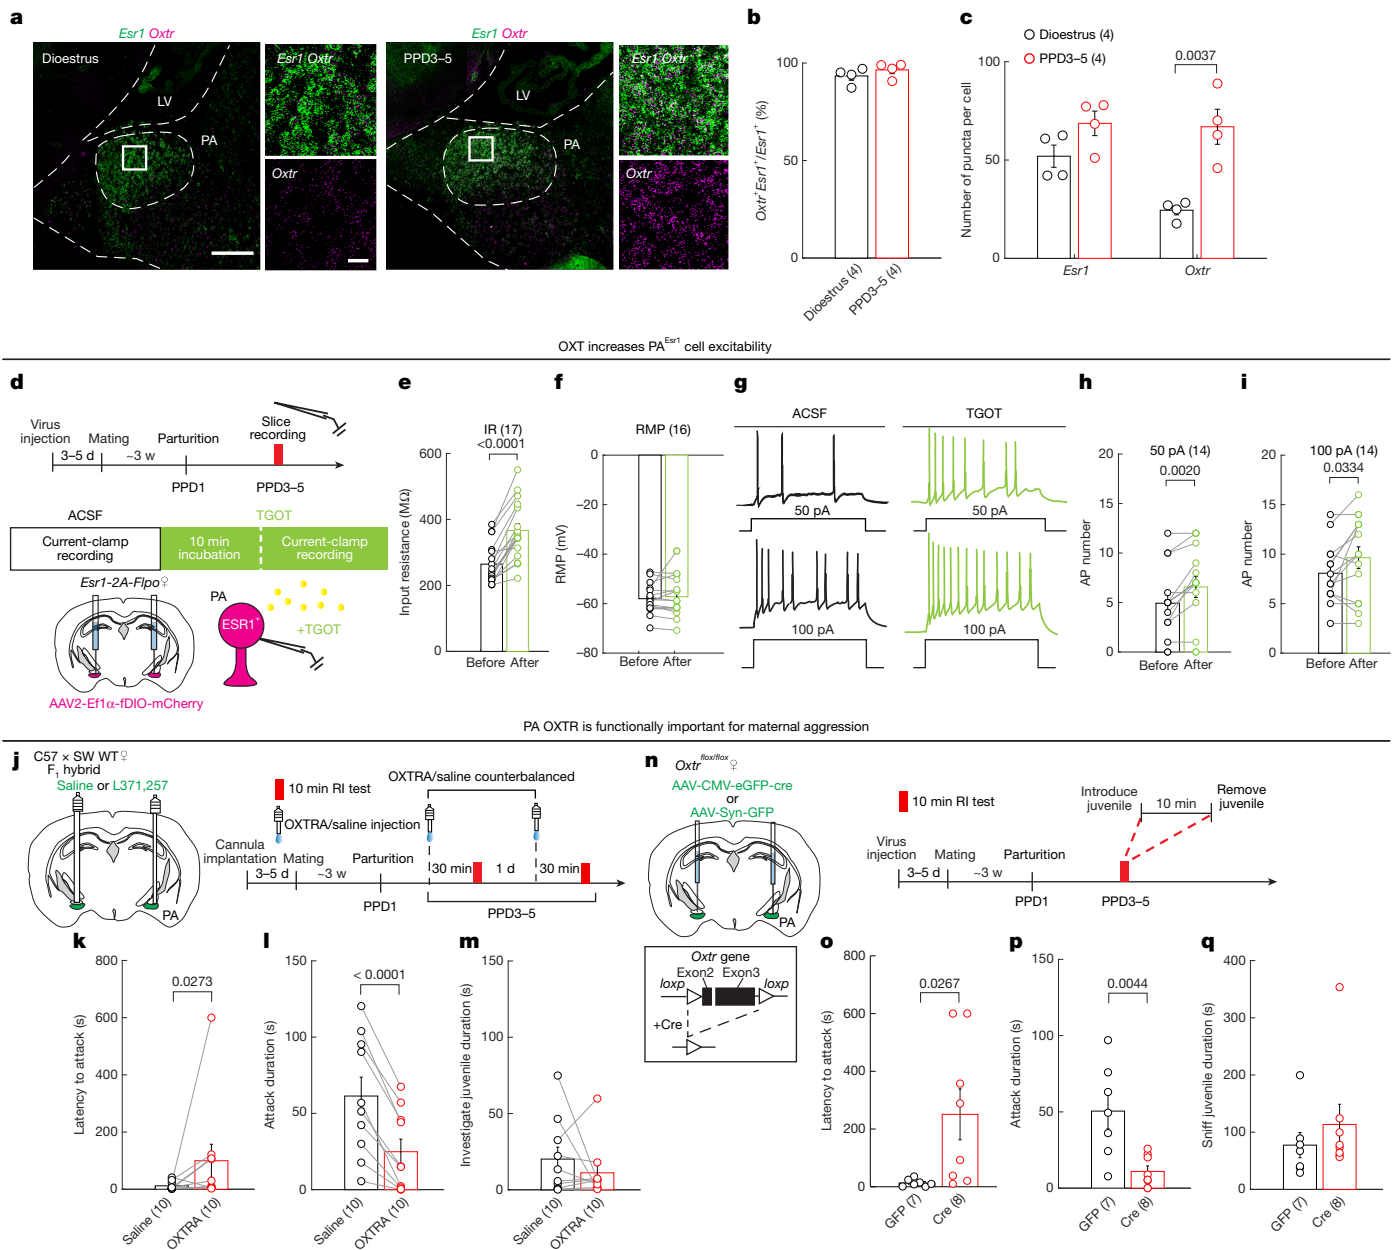 a
Esr1 Oxtr
Esr1 Oxtr
Dioestrus
LV
PA
Esr1 Oxtr
Oxtr
PPD3–5
LV
PA
Esr1 Oxtr
Oxtr
b
Oxtr+Esr1+/Esr1+ (%)
100
50
0
Dioestrus (4)
PPD3–5 (4)
c
Dioestrus (4)
PPD3–5 (4)
Number of puncta per cell
100
50
0
0.0037
Esr1
Oxtr
OXT increases PA^Esr1 cell excitability
d
Virus injection
Mating
Parturition
Slice recording
3–5 d
~3 w
PPD1
PPD3–5
ACSF
TGOT
Current-clamp recording
10 min incubation
Current-clamp recording
Esr1-2A-Flpo♀
PA
ESR1+
+TGOT
AAV2-Ef1α-fDIO-mCherry
e
IR (17)
<0.0001
Input resistance (MΩ)
600
400
200
0
Before After
f
RMP (16)
RMP (mV)
0
−20
−40
−60
−80
Before After
g
ACSF
TGOT
50 pA
50 pA
100 pA
100 pA
h
50 pA (14)
0.0020
AP number
20
15
10
5
0
Before After
i
100 pA (14)
0.0334
AP number
20
15
10
5
0
Before After
PA OXTR is functionally important for maternal aggression
j
C57 × SW WT♀
F1 hybrid
Saline or L371,257
PA
10 min RI test
OXTRA/saline injection
OXTRA/saline counterbalanced
Cannula implantation
Mating
Parturition
3–5 d
~3 w
30 min
1 d
30 min
PPD1
PPD3–5
k
Latency to attack (s)
800
600
400
200
0
0.0273
Saline (10)
OXTRA (10)
l
Attack duration (s)
150
100
50
0
< 0.0001
Saline (10)
OXTRA (10)
m
Investigate juvenile duration (s)
150
100
50
0
Saline (10)
OXTRA (10)
n
Oxtr^flox/flox♀
AAV-CMV-eGFP-cre
or
AAV-Syn-GFP
PA
Oxtr gene
Exon2
Exon3
loxp
loxp
+Cre
10 min RI test
Introduce juvenile
10 min
Remove juvenile
Virus injection
Mating
Parturition
3–5 d
~3 w
PPD1
PPD3–5
o
Latency to attack (s)
800
600
400
200
0
0.0267
GFP (7)
Cre (8)
p
Attack duration (s)
150
100
50
0
0.0044
GFP (7)
Cre (8)
q
Sniff juvenile duration (s)
400
300
200
100
0
GFP (7)
Cre (8)